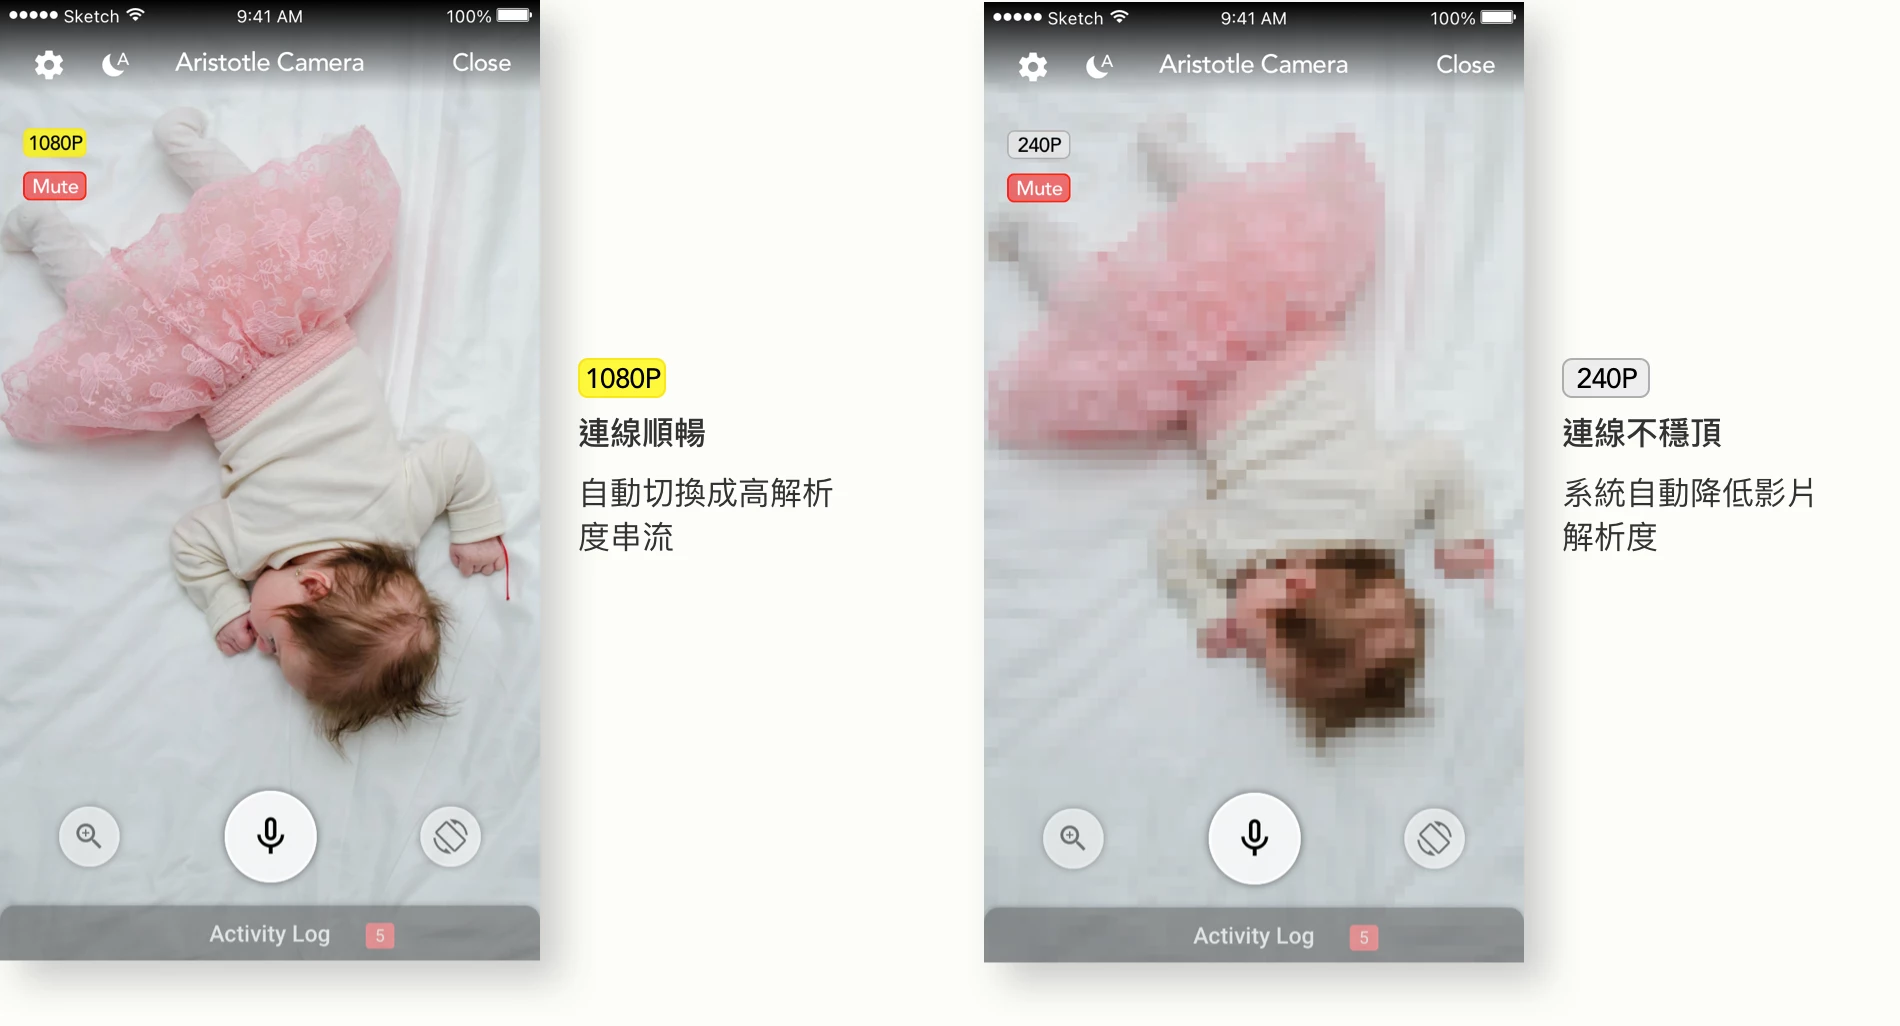 Sketch 9:41 AM 100%
A Aristotle Camera Close
1080P
Mute
1080P
連線順暢
自動切換成高解析
度串流
Activity Log 5
Sketch 9:41 AM 100%
A Aristotle Camera Close
240P
Mute
240P
連線不穩頂
系統自動降低影片
解析度
Activity Log 5